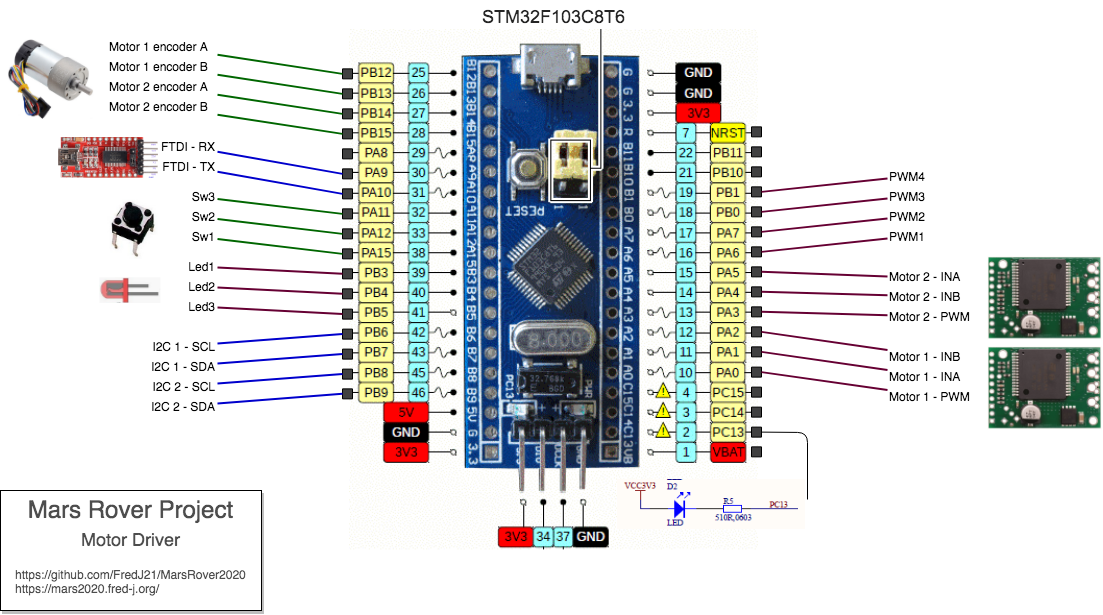 STM32F103C8T6
Motor 1 encoder A
Motor 1 encoder B
Motor 2 encoder A
Motor 2 encoder B
FTDI - RX
FTDI - TX
Sw3
Sw2
Sw1
Led1
Led2
Led3
I2C 1 - SCL
I2C 1 - SDA
I2C 2 - SCL
I2C 2 - SDA
PB12 25
PB13 26
PB14 27
PB15 28
PA8 29
PA9 30
PA10 31
PA11 32
PA12 33
PA15 38
PB3 39
PB4 40
PB5 41
PB6 42
PB7 43
PB8 45
PB9 46
5V
GND
3V3
B12
B13
B14
B15
A8
A9
A10
A11
A12
A15
B3
B4
B5
B6
B7
B8
B9
5V
G
3.3
RESET
8.000
32.768
PC13
PWR
G
G
3.3
R
B11
B10
B1
B0
A7
A6
A5
A4
A3
A2
A1
A0
C15
C14
C13
VB
GND
GND
3V3
7 NRST
22 PB11
21 PB10
19 PB1
18 PB0
17 PA7
16 PA6
15 PA5
14 PA4
13 PA3
12 PA2
11 PA1
10 PA0
4 PC15
3 PC14
2 PC13
1 VBAT
PWM4
PWM3
PWM2
PWM1
Motor 2 - INA
Motor 2 - INB
Motor 2 - PWM
Motor 1 - INB
Motor 1 - INA
Motor 1 - PWM
3V3 34 37 GND
VCC3V3
D2
LED
R5
510R,0603
PC13
Mars Rover Project
Motor Driver
https://github.com/FredJ21/MarsRover2020
https://mars2020.fred-j.org/